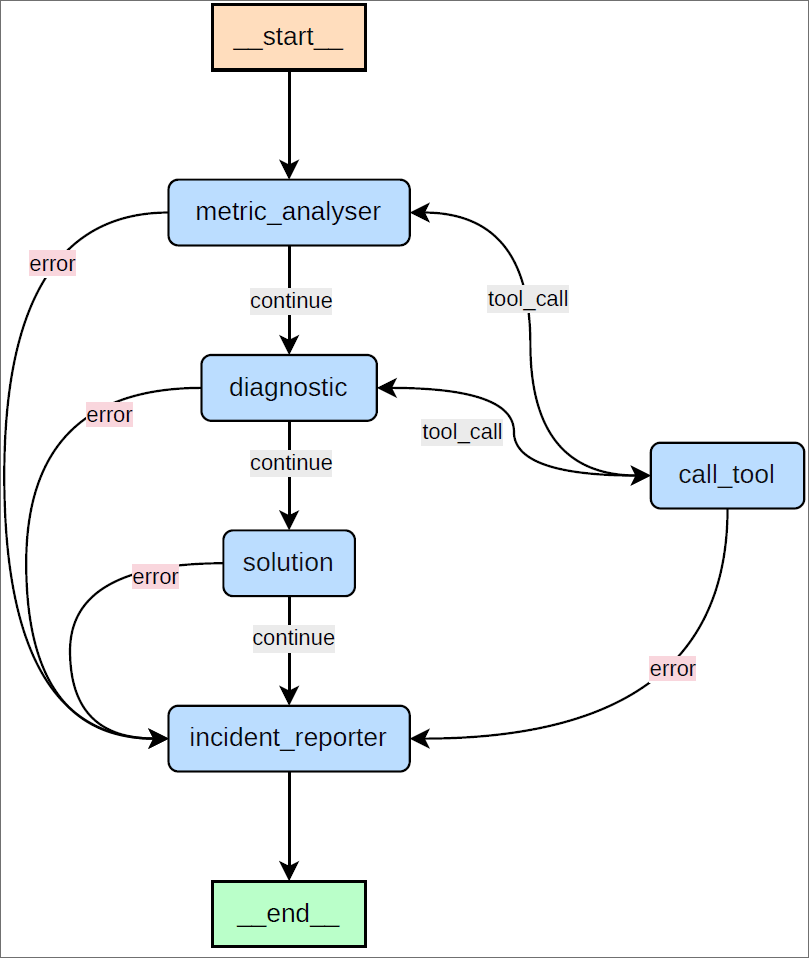 __start__
metric_analyser
error
continue
tool_call
diagnostic
error
tool_call
continue
call_tool
solution
error
continue
error
incident_reporter
__end__